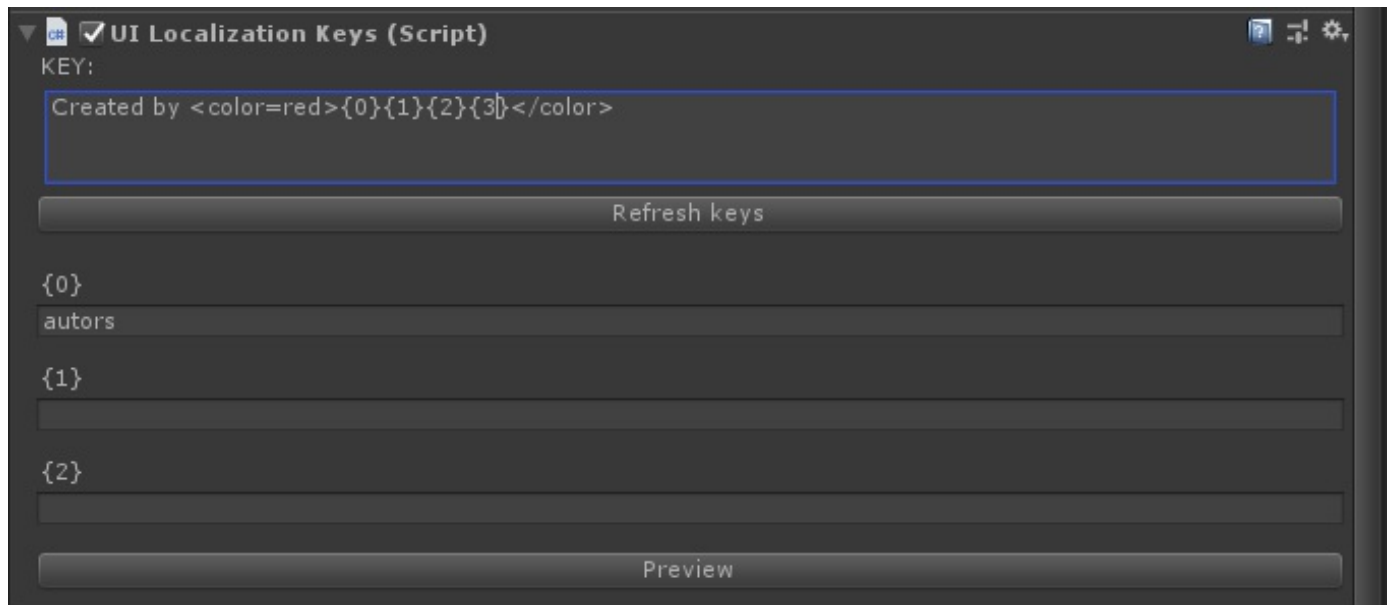 UI Localization Keys (Script)
KEY:
Created by <color=red>{0}{1}{2}{3}</color>
Refresh keys
{0}
autors
{1}
{2}
Preview